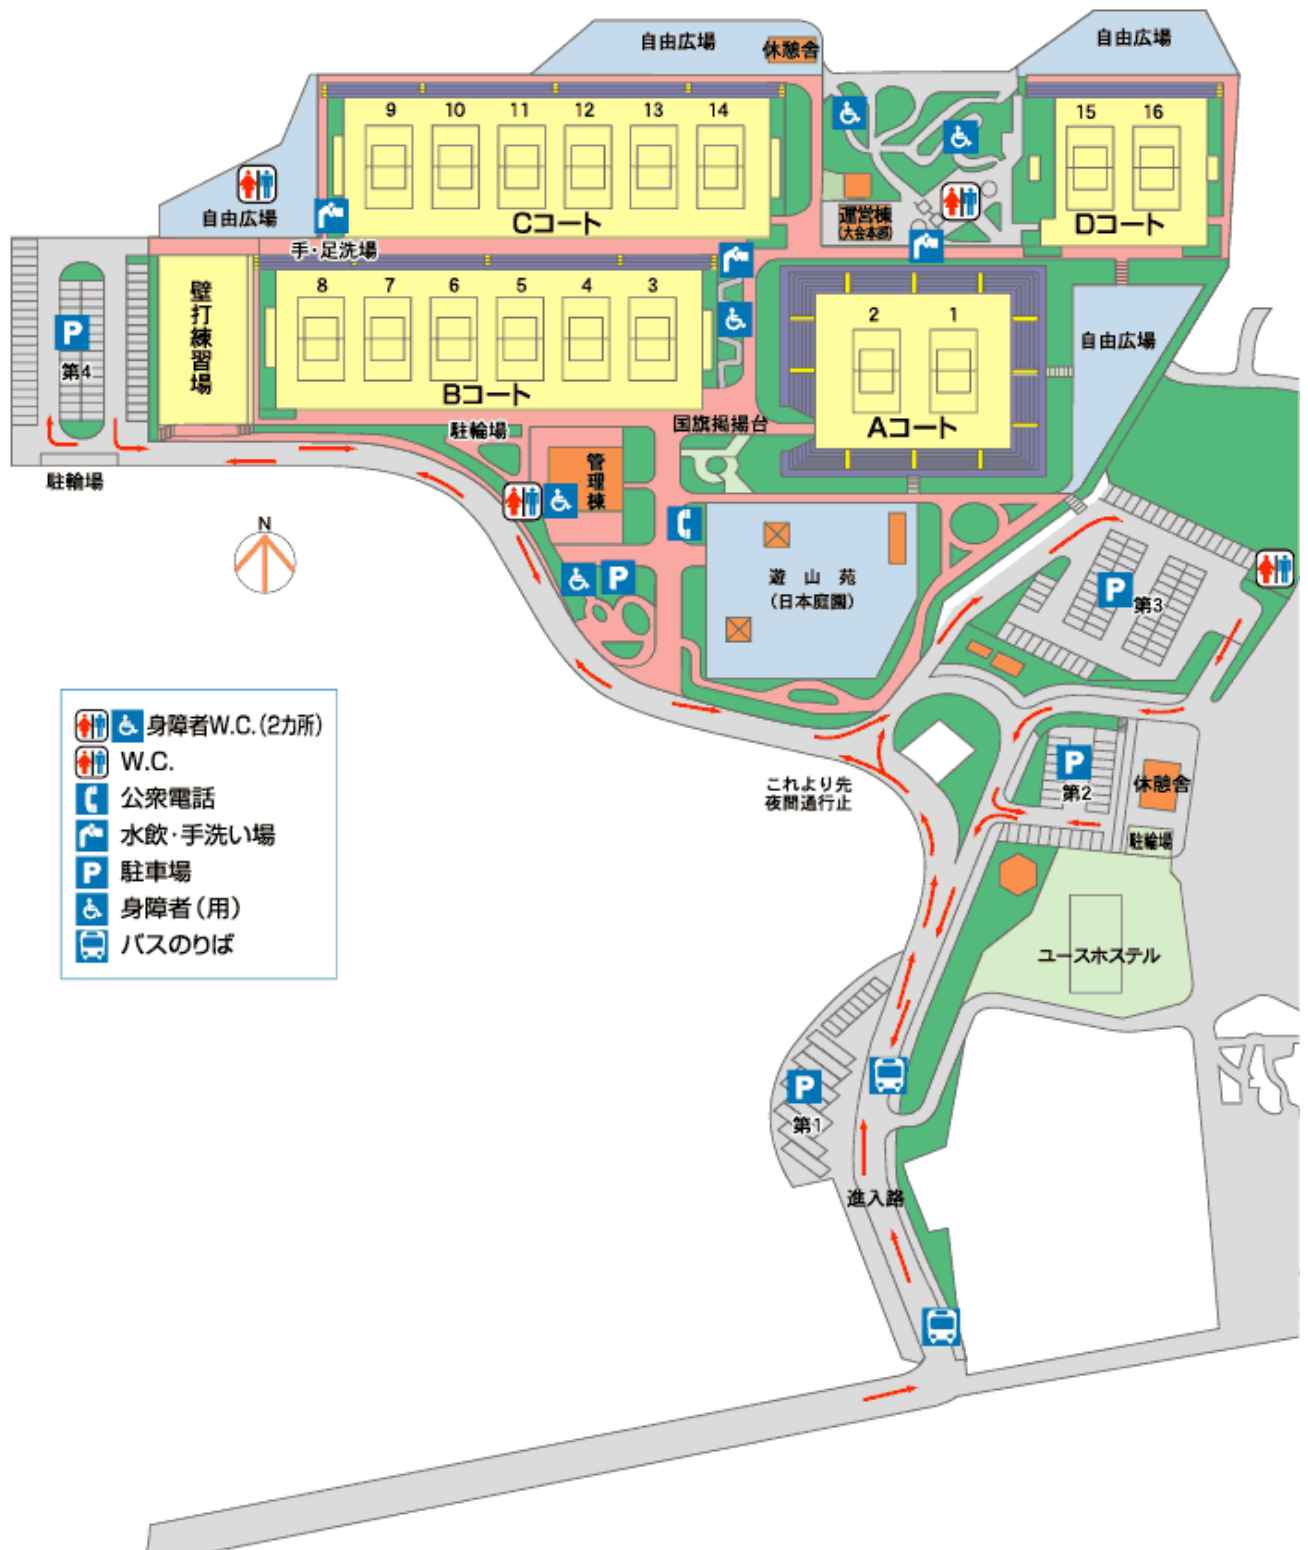 自由広場
休憩舎
自由広場
9 10 11 12 13 14
15 16
自由広場
Cコート
運営棟
(大会本部)
Dコート
手・足洗場
壁打練習場
8 7 6 5 4 3
2 1
自由広場
P
第4
Bコート
Aコート
国旗掲揚台
駐輪場
駐輪場
管理棟
N
P
遊山苑
(日本庭園)
P
第3
身障者W.C.(2カ所)
W.C.
公衆電話
水飲・手洗い場
P
駐車場
身障者(用)
バスのりば
これより先
夜間通行止
P
第2
休憩舎
駐輪場
ユースホステル
P
第1
進入路